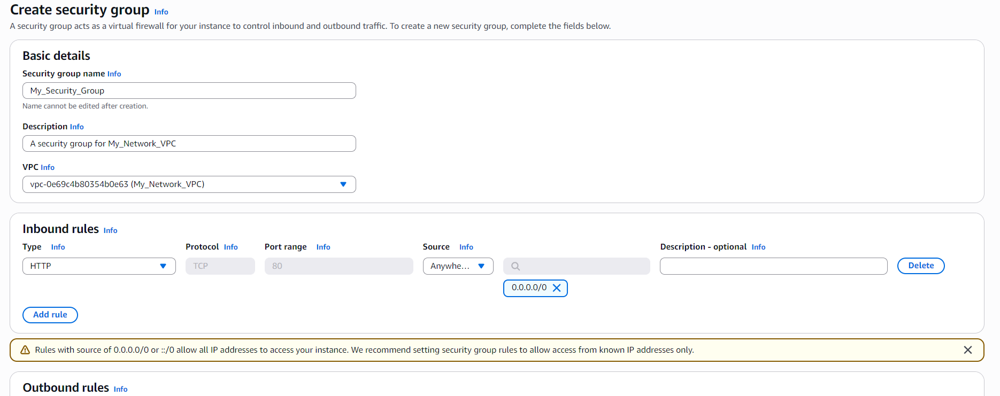 Create security group Info
A security group acts as a virtual firewall for your instance to control inbound and outbound traffic. To create a new security group, complete the fields below.
Basic details
Security group name Info
My_Security_Group
Name cannot be edited after creation.
Description Info
A security group for My_Network_VPC
VPC Info
vpc-0e69c4b80354b0e63 (My_Network_VPC)
Inbound rules Info
Type Info Protocol Info Port range Info Source Info Description - optional Info
HTTP TCP 80 Anywhe... Delete
0.0.0.0/0
Add rule
Rules with source of 0.0.0.0/0 or ::/0 allow all IP addresses to access your instance. We recommend setting security group rules to allow access from known IP addresses only.
Outbound rules Info